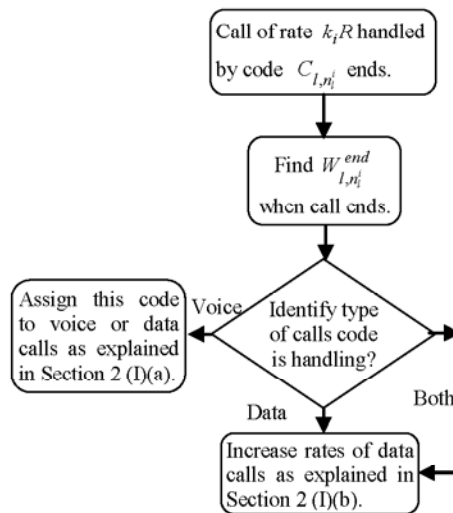 Call of rate k_i R handled
by code C_{l,n_l^i} ends.
Find W_{l,n_l^i}^{end}
when call ends.
Identify type
of calls code
is handling?
Voice
Assign this code
to voice or data
calls as explained
in Section 2 (I)(a).
Data
Both
Increase rates of data
calls as explained in
Section 2 (I)(b).